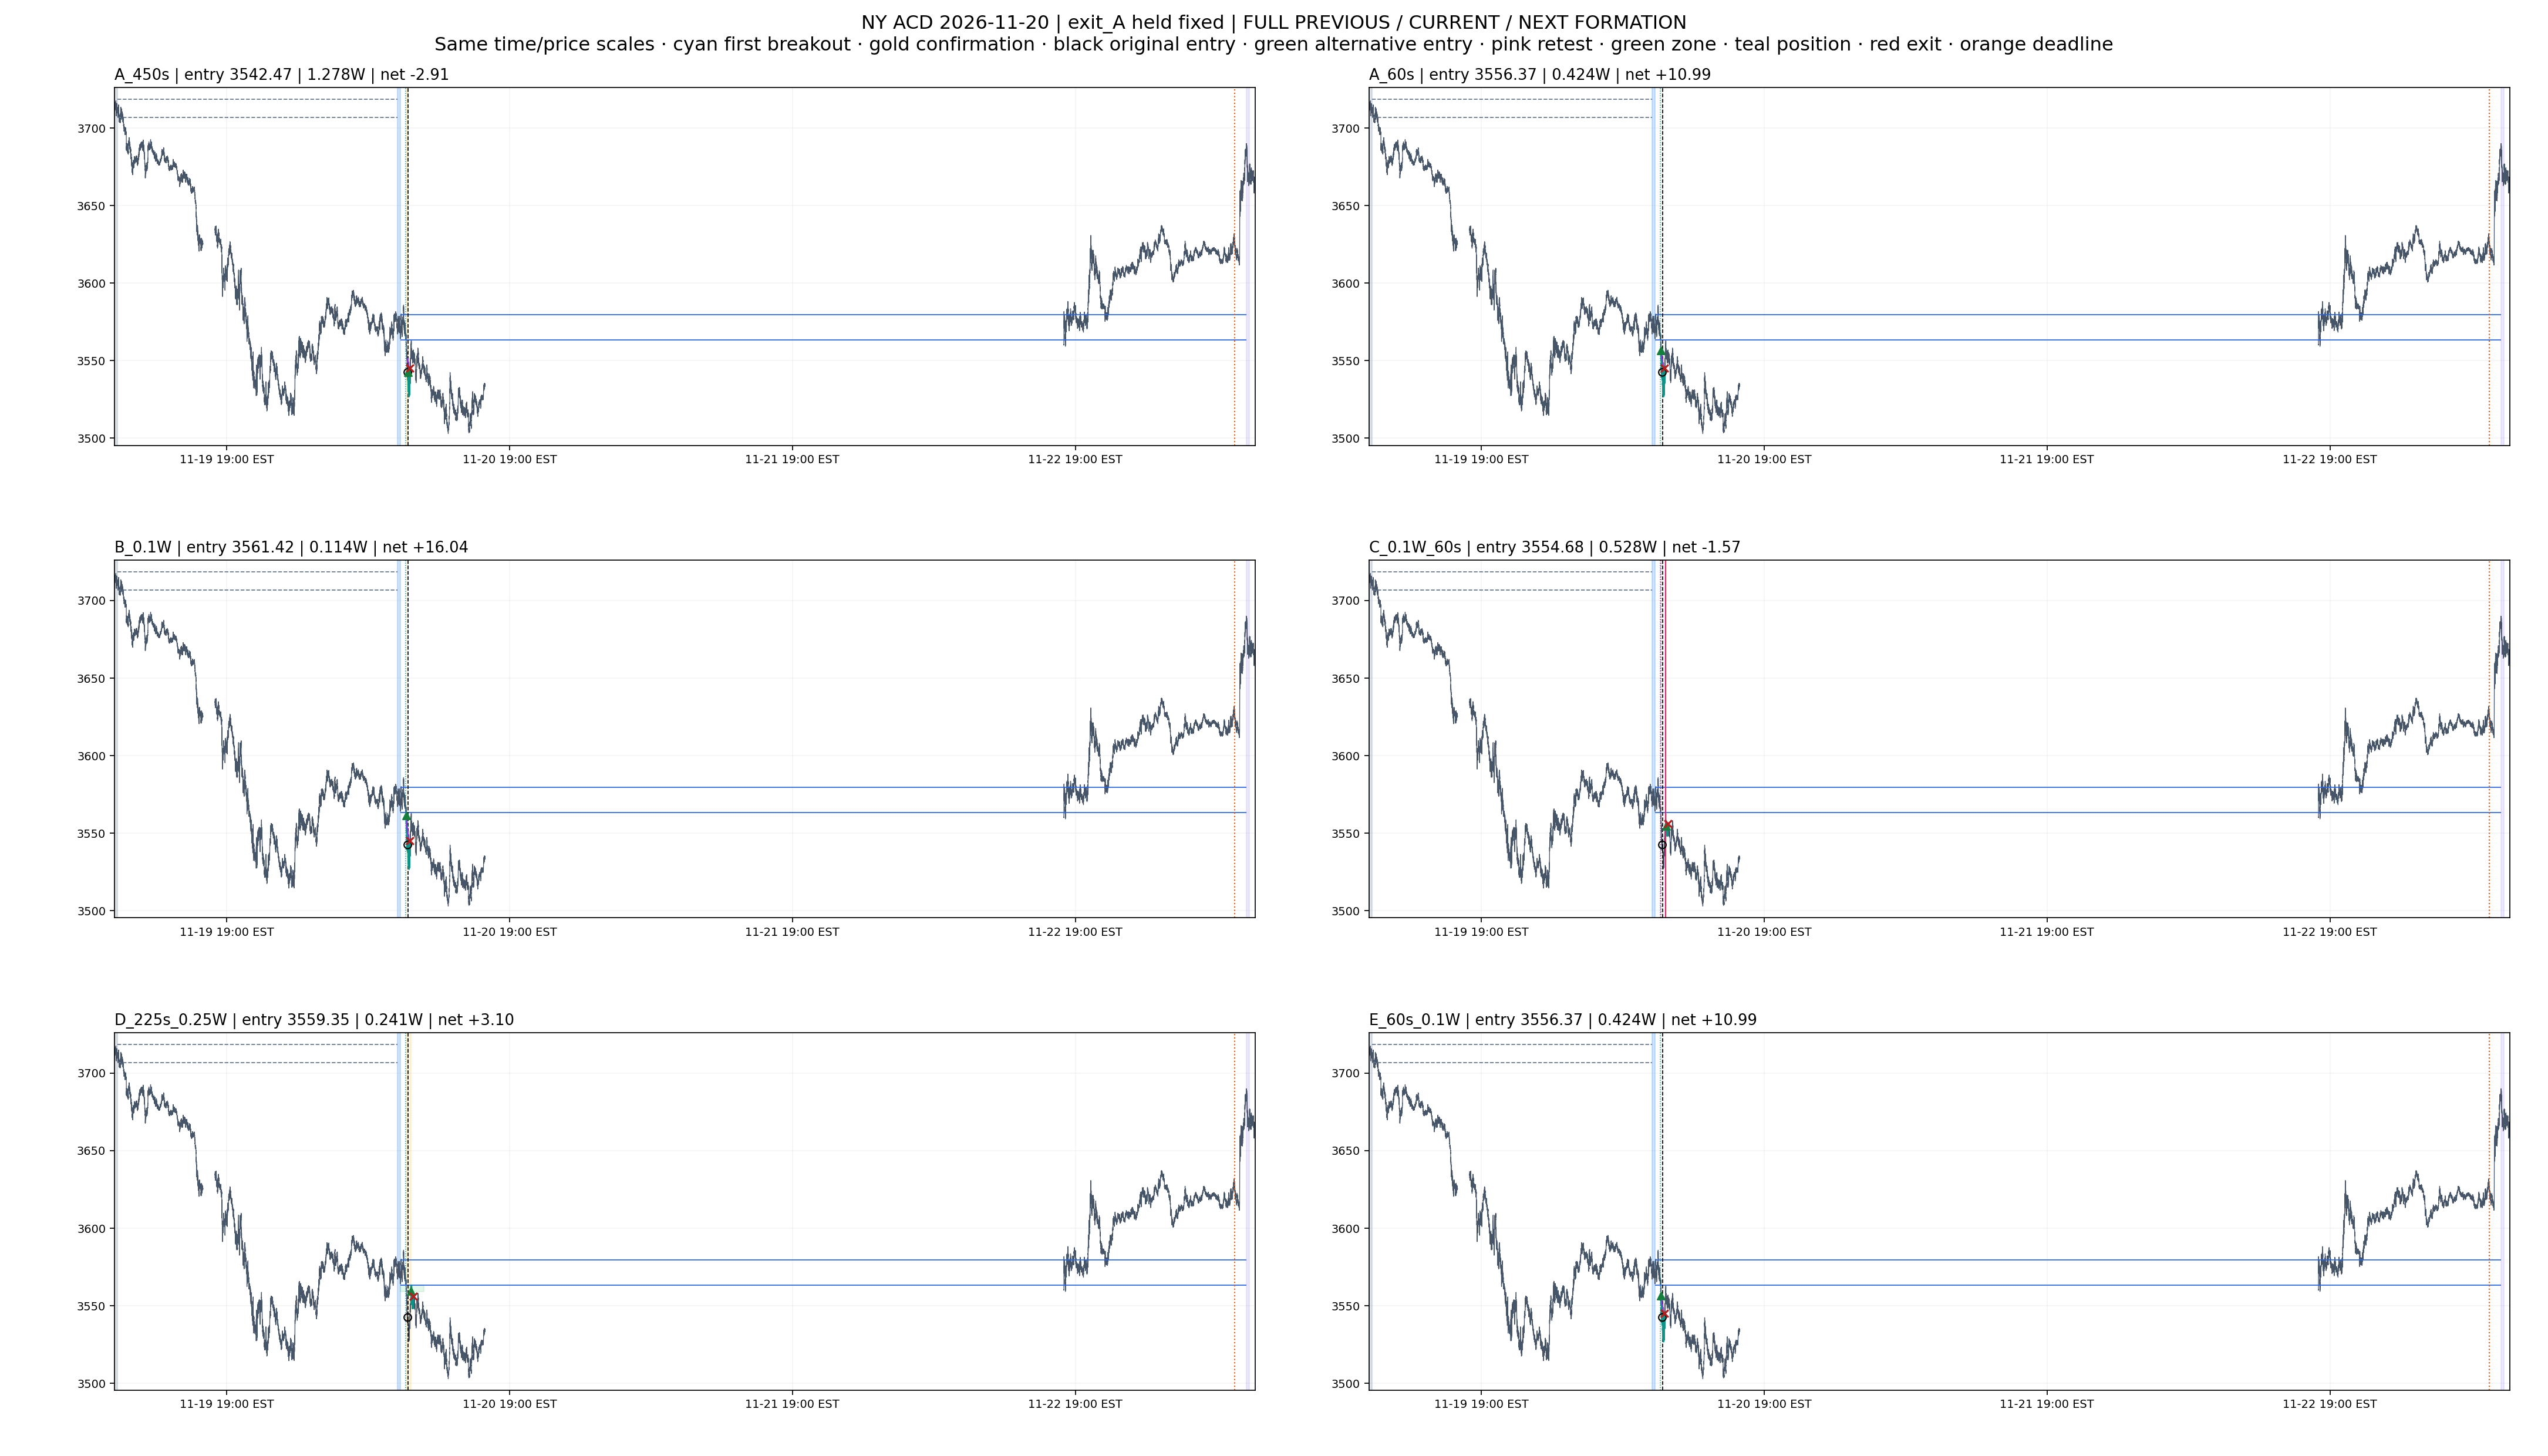 NY ACD 2026-11-20 | exit_A held fixed | FULL PREVIOUS / CURRENT / NEXT FORMATION
Same time/price scales · cyan first breakout · gold confirmation · black original entry · green alternative entry · pink retest · green zone · teal position · red exit · orange deadline
A_450s | entry 3542.47 | 1.278W | net -2.91
3700
3650
3600
3550
3500
11-19 19:00 EST 11-20 19:00 EST 11-21 19:00 EST 11-22 19:00 EST
A_60s | entry 3556.37 | 0.424W | net +10.99
3700
3650
3600
3550
3500
11-19 19:00 EST 11-20 19:00 EST 11-21 19:00 EST 11-22 19:00 EST
B_0.1W | entry 3561.42 | 0.114W | net +16.04
3700
3650
3600
3550
3500
11-19 19:00 EST 11-20 19:00 EST 11-21 19:00 EST 11-22 19:00 EST
C_0.1W_60s | entry 3554.68 | 0.528W | net -1.57
3700
3650
3600
3550
3500
11-19 19:00 EST 11-20 19:00 EST 11-21 19:00 EST 11-22 19:00 EST
D_225s_0.25W | entry 3559.35 | 0.241W | net +3.10
3700
3650
3600
3550
3500
11-19 19:00 EST 11-20 19:00 EST 11-21 19:00 EST 11-22 19:00 EST
E_60s_0.1W | entry 3556.37 | 0.424W | net +10.99
3700
3650
3600
3550
3500
11-19 19:00 EST 11-20 19:00 EST 11-21 19:00 EST 11-22 19:00 EST